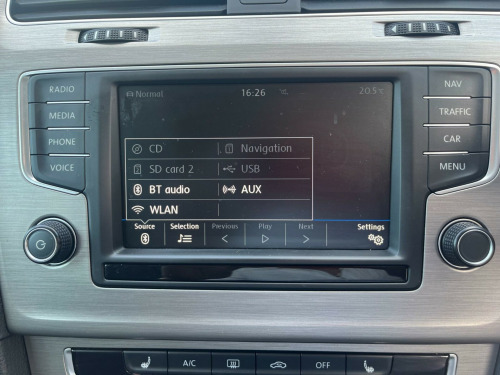 Normal 16:26 20.5°c
RADIO
MEDIA
PHONE
VOICE
NAV
TRAFFIC
CAR
MENU
CD Navigation
SD card 2 USB
BT audio AUX
WLAN
Source Selection Previous Play Next Settings
A/C OFF